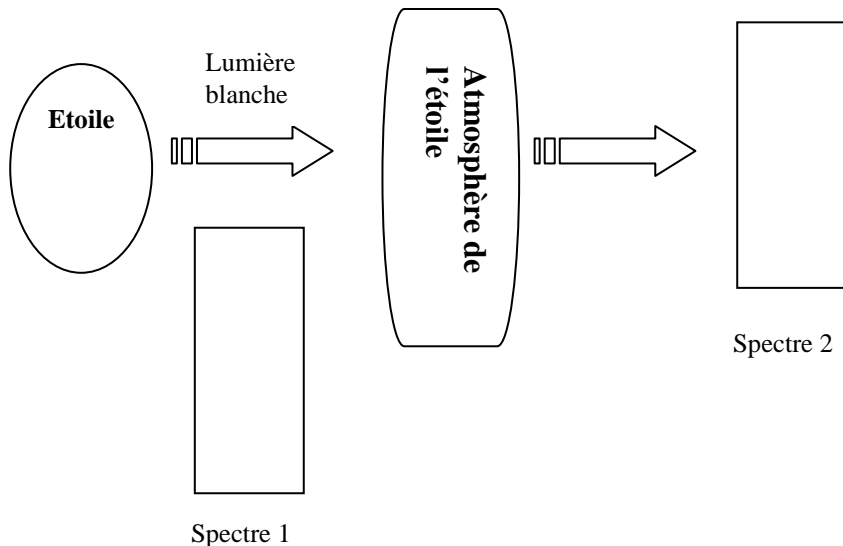 Etoile
Lumière
blanche
Atmosphère de
l'étoile
Spectre 2
Spectre 1